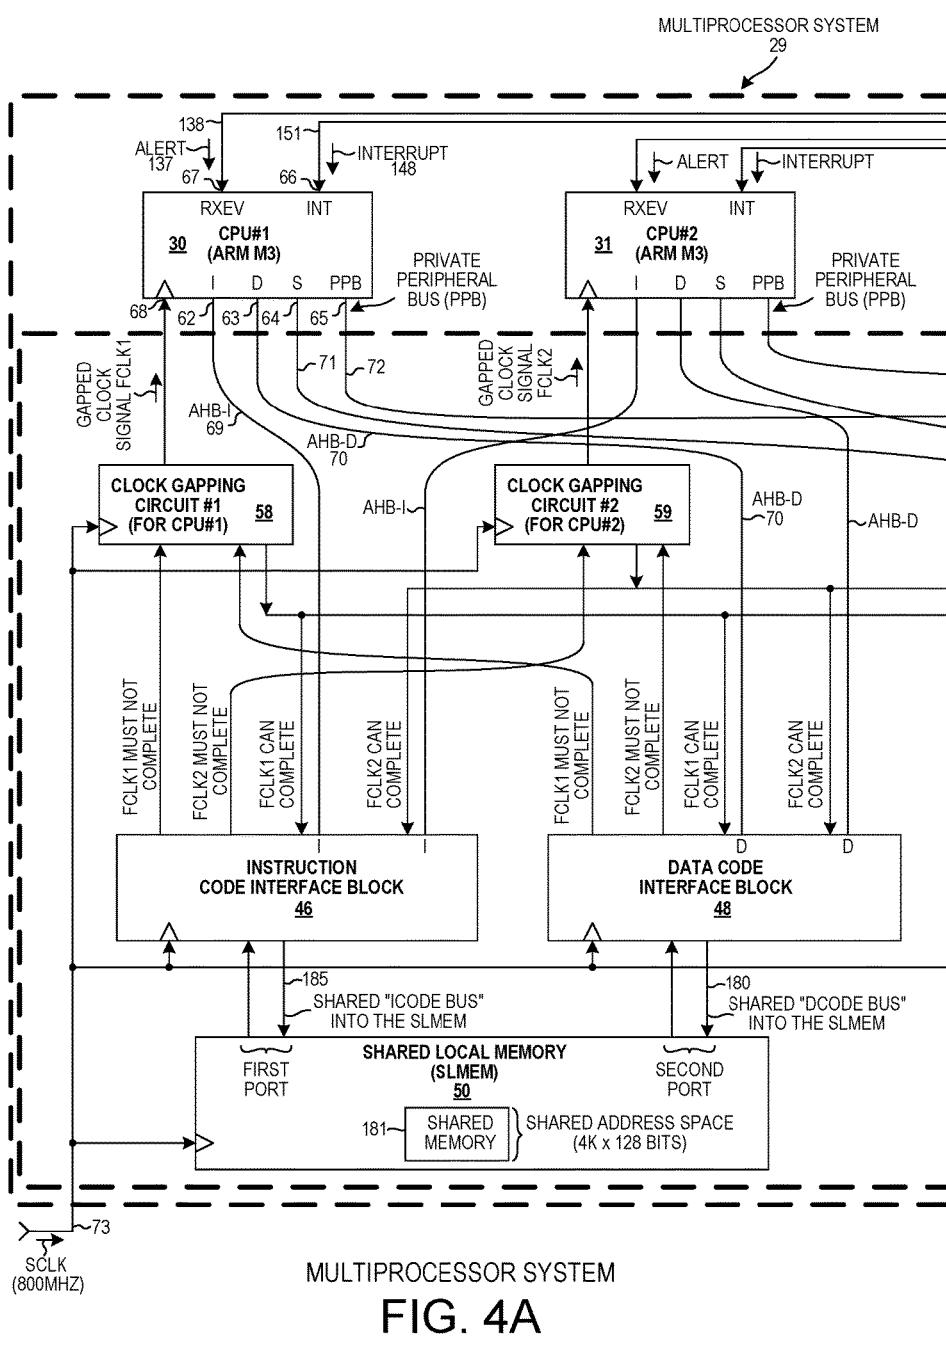 MULTIPROCESSOR SYSTEM
29
138
151
ALERT
137
INTERRUPT
148
67
66
ALERT
INTERRUPT
RXEV INT
30
CPU#1
(ARM M3)
I D S PPB
RXEV INT
31
CPU#2
(ARM M3)
I D S PPB
PRIVATE
PERIPHERAL
BUS (PPB)
PRIVATE
PERIPHERAL
BUS (PPB)
68
62
63
64
65
GAPPED
CLOCK
SIGNAL FCLK1
71
72
GAPPED
CLOCK
SIGNAL
FCLK2
AHB-I
69
AHB-D
70
CLOCK GAPPING
CIRCUIT #1
(FOR CPU#1)
58
AHB-I
CLOCK GAPPING
CIRCUIT #2
(FOR CPU#2)
59
AHB-D
70
AHB-D
FCLK1 MUST NOT
COMPLETE
FCLK2 MUST NOT
COMPLETE
FCLK1 CAN
COMPLETE
FCLK2 CAN
COMPLETE
FCLK1 MUST NOT
COMPLETE
FCLK2 MUST NOT
COMPLETE
FCLK1 CAN
COMPLETE
FCLK2 CAN
COMPLETE
I I
INSTRUCTION
CODE INTERFACE BLOCK
46
D D
DATA CODE
INTERFACE BLOCK
48
185
SHARED "ICODE BUS"
INTO THE SLMEM
180
SHARED "DCODE BUS"
INTO THE SLMEM
FIRST
PORT
SHARED LOCAL MEMORY
(SLMEM)
50
SECOND
PORT
181
SHARED
MEMORY
SHARED ADDRESS SPACE
(4K x 128 BITS)
73
SCLK
(800MHZ)
MULTIPROCESSOR SYSTEM
FIG. 4A